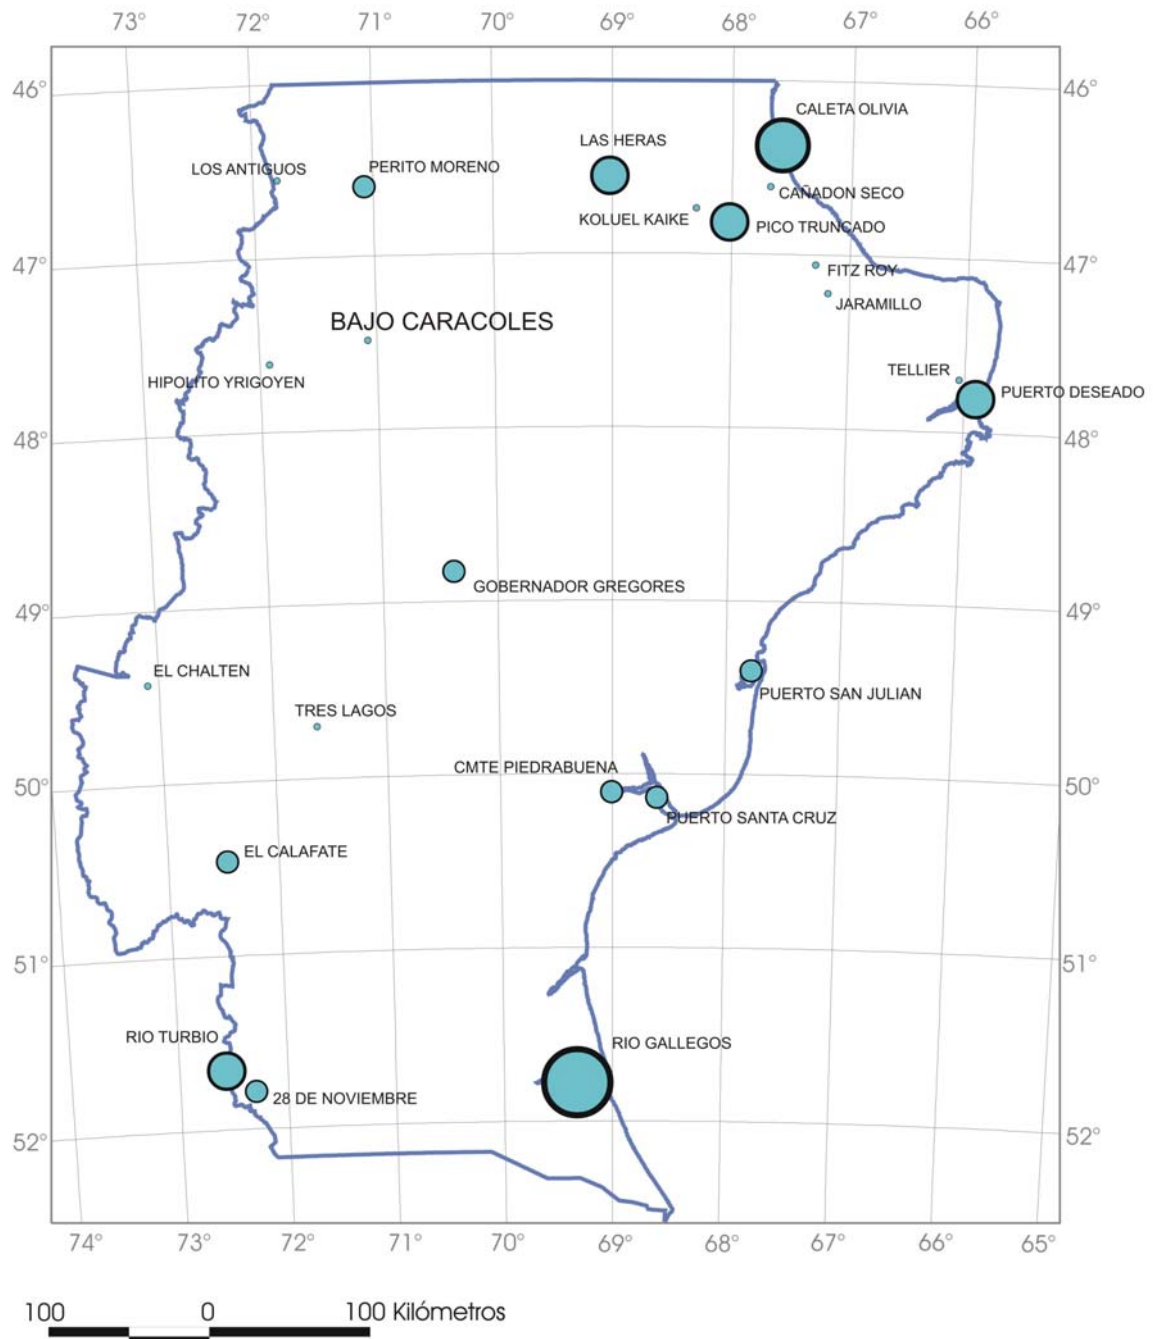 73° 72° 71° 70° 69° 68° 67° 66°
46° 46°
CALETA OLIVIA
LAS HERAS
LOS ANTIGUOS
PERITO MORENO
CAÑADON SECO
KOLUEL KAIKE
PICO TRUNCADO
47° 47°
FITZ ROY
JARAMILLO
BAJO CARACOLES
TELLIER
HIPOLITO YRIGOYEN
PUERTO DESEADO
48° 48°
GOBERNADOR GREGORES
49° 49°
EL CHALTEN
PUERTO SAN JULIAN
TRES LAGOS
CMTE PIEDRABUENA
50° 50°
PUERTO SANTA CRUZ
EL CALAFATE
51° 51°
RIO TURBIO
RIO GALLEGOS
28 DE NOVIEMBRE
52° 52°
74° 73° 72° 71° 70° 69° 68° 67° 66° 65°
100 0 100 Kilómetros